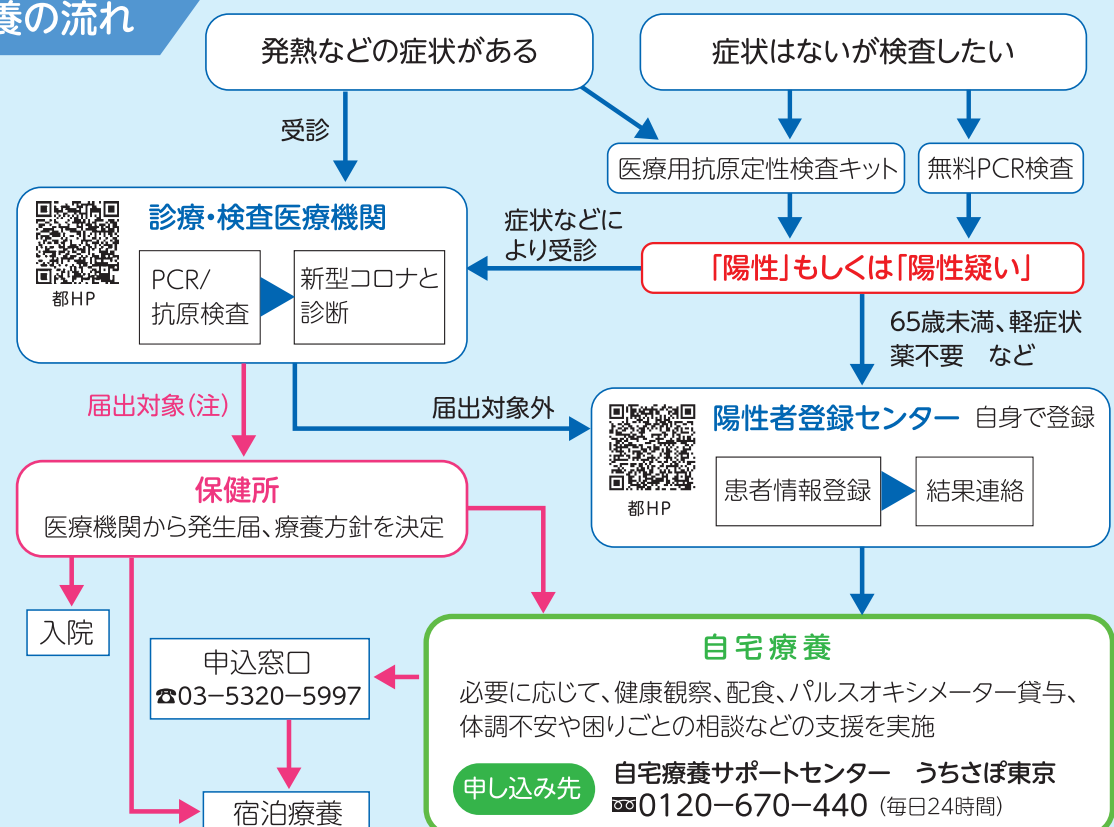 養の流れ
発熱などの症状がある
症状はないが検査したい
受診
医療用抗原定性検査キット
無料PCR検査
診療・検査医療機関
都HP
PCR/
抗原検査
新型コロナと
診断
症状などに
より受診
「陽性」もしくは「陽性疑い」
65歳未満、軽症状
薬不要　など
届出対象（注）
届出対象外
陽性者登録センター　自身で登録
都HP
患者情報登録
結果連絡
保健所
医療機関から発生届、療養方針を決定
入院
申込窓口
☎03−5320−5997
宿泊療養
自宅療養
必要に応じて、健康観察、配食、パルスオキシメーター貸与、
体調不安や困りごとの相談などの支援を実施
申し込み先
自宅療養サポートセンター　うちさぽ東京
0120−670−440（毎日24時間）